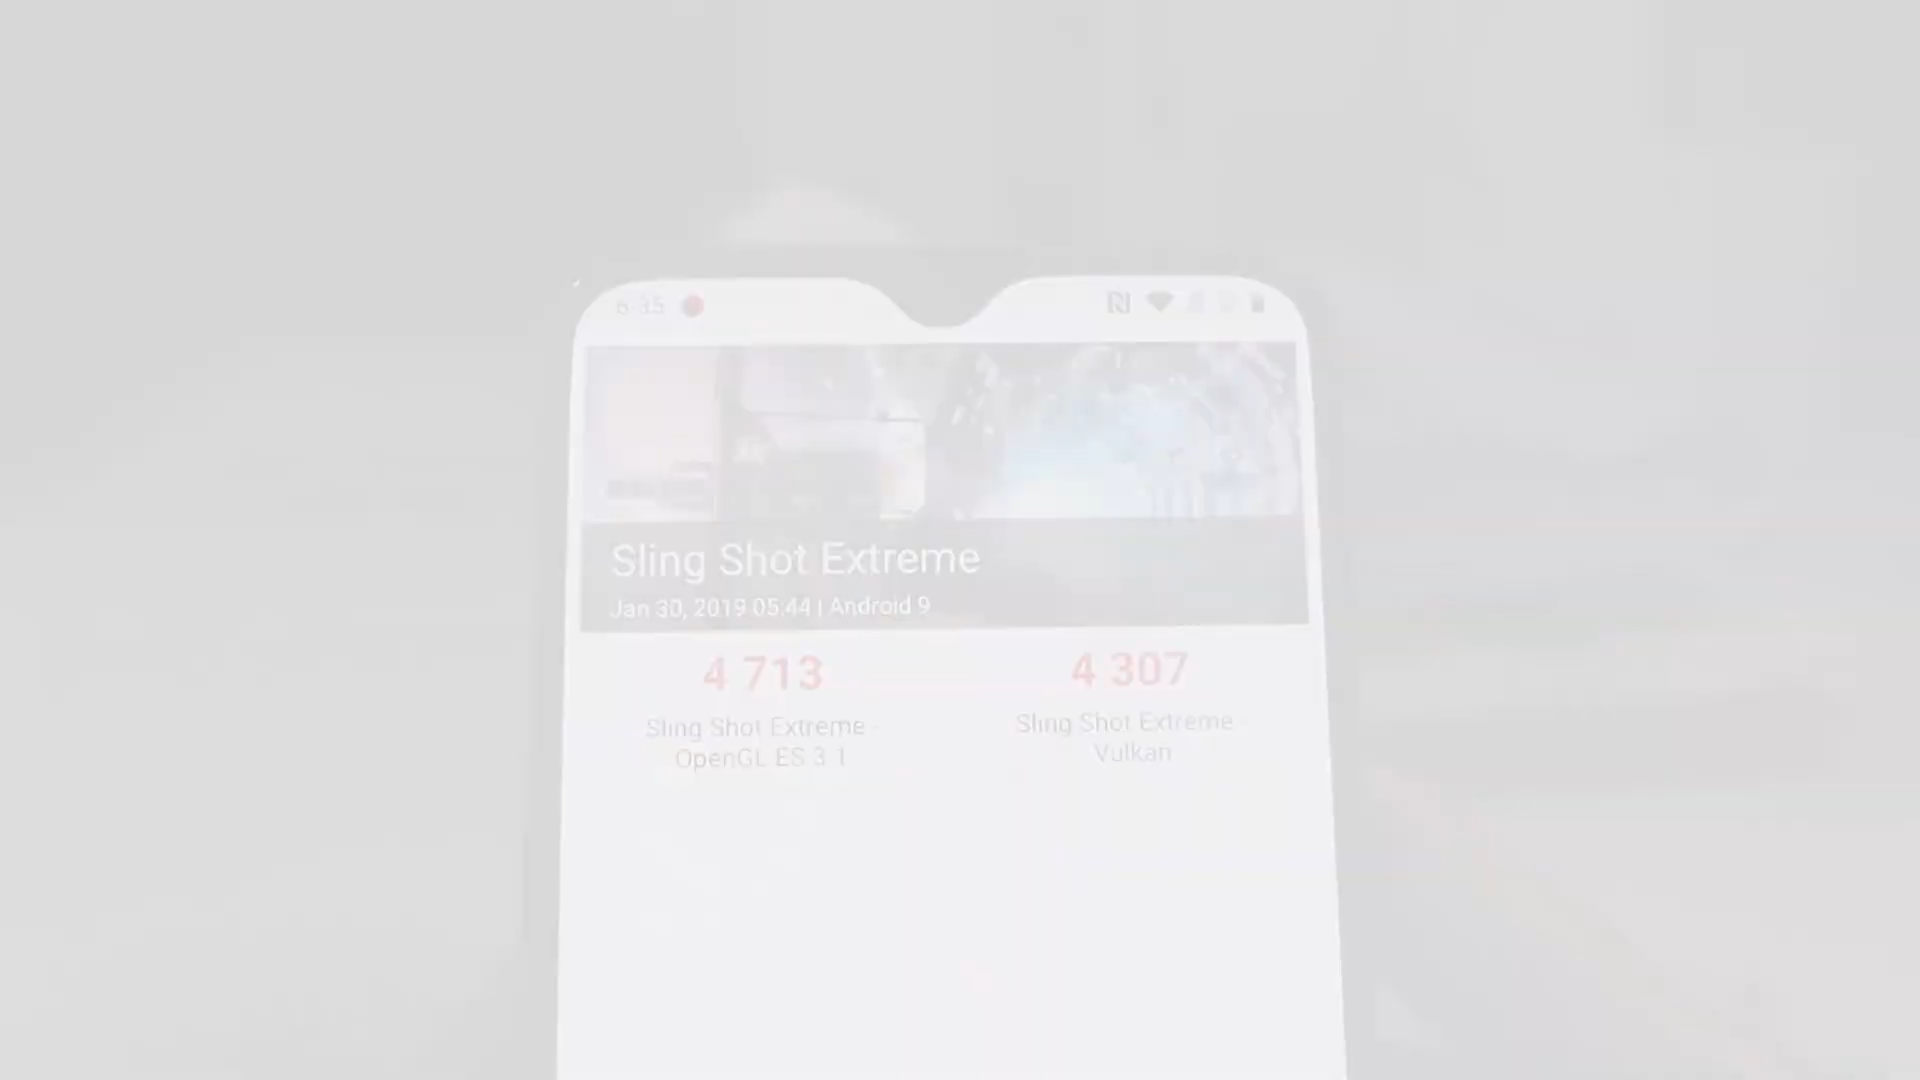 Sling Shot Extreme
Jan 30, 2019 05:44 | Android 9
4 713
4 307
Sling Shot Extreme -
OpenGL ES 3.1
Sling Shot Extreme -
Vulkan